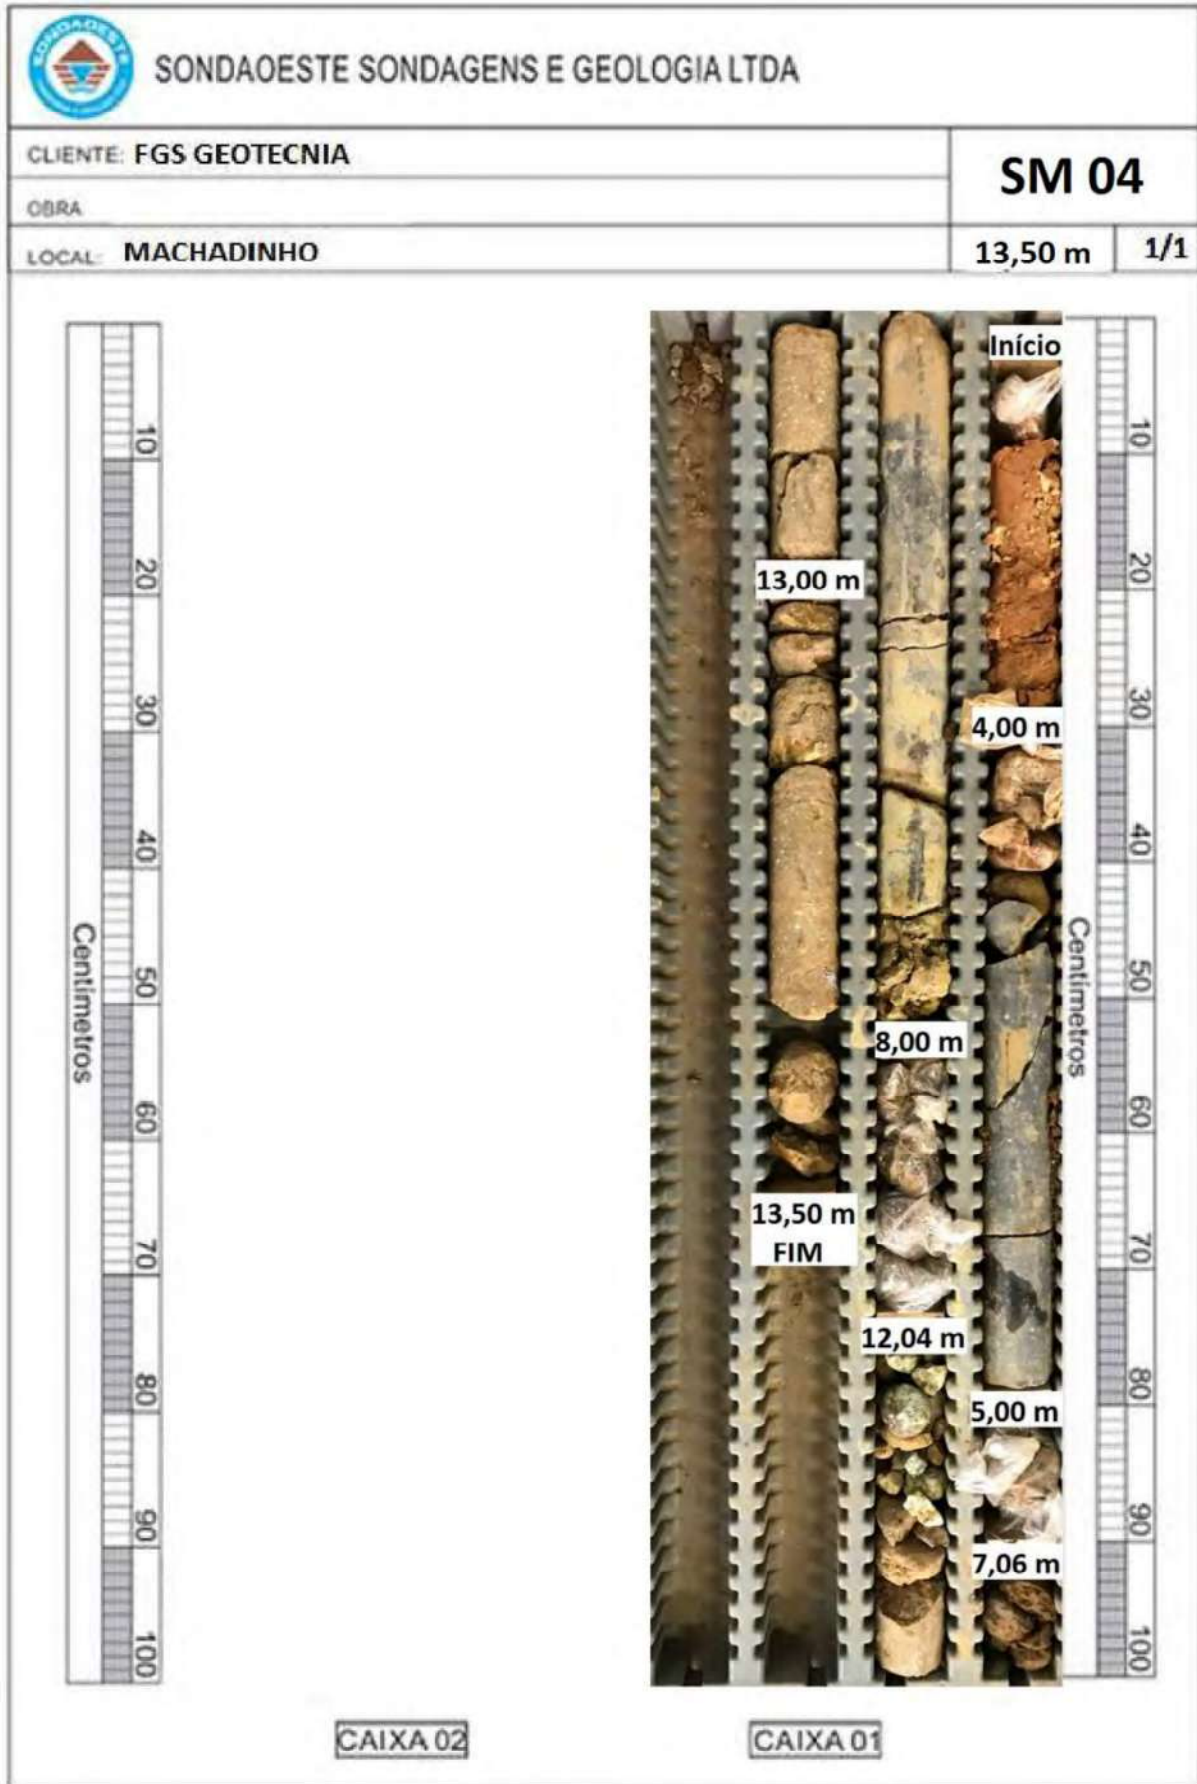 SONDAOESTE
SONDAOESTE SONDAGENS E GEOLOGIA LTDA
CLIENTE: FGS GEOTECNIA
SM 04
OBRA
LOCAL: MACHADINHO
13,50 m
1/1
10
20
30
40
50
60
70
80
90
100
Centímetros
Início
4,00 m
5,00 m
7,06 m
8,00 m
12,04 m
13,00 m
13,50 m
FIM
10
20
30
40
50
60
70
80
90
100
Centímetros
CAIXA 02
CAIXA 01